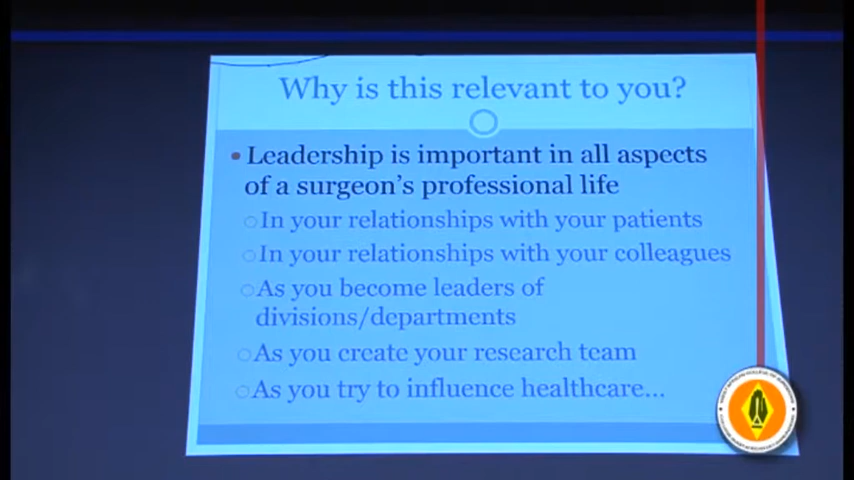 Why is this relevant to you?
Leadership is important in all aspects
of a surgeon's professional life
In your relationships with your patients
In your relationships with your colleagues
As you become leaders of
divisions/departments
As you create your research team
As you try to influence healthcare...